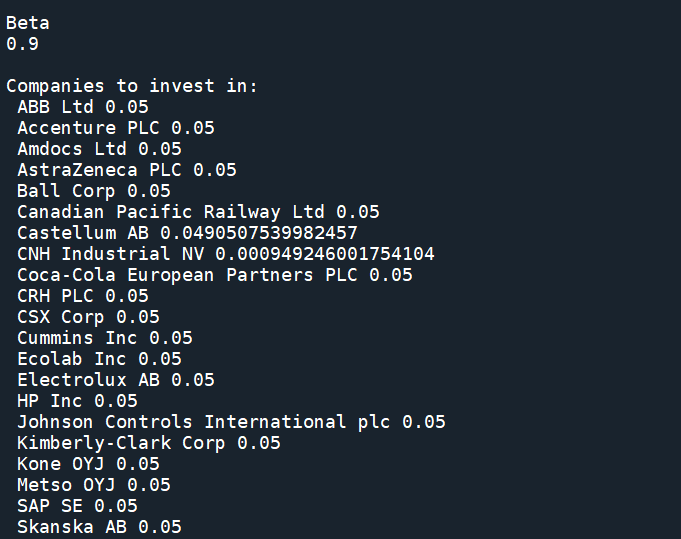 Beta
0.9
Companies to invest in:
ABB Ltd 0.05
Accenture PLC 0.05
Amdocs Ltd 0.05
AstraZeneca PLC 0.05
Ball Corp 0.05
Canadian Pacific Railway Ltd 0.05
Castellum AB 0.0490507539982457
CNH Industrial NV 0.000949246001754104
Coca-Cola European Partners PLC 0.05
CRH PLC 0.05
CSX Corp 0.05
Cummins Inc 0.05
Ecolab Inc 0.05
Electrolux AB 0.05
HP Inc 0.05
Johnson Controls International plc 0.05
Kimberly-Clark Corp 0.05
Kone OYJ 0.05
Metso OYJ 0.05
SAP SE 0.05
Skanska AB 0.05